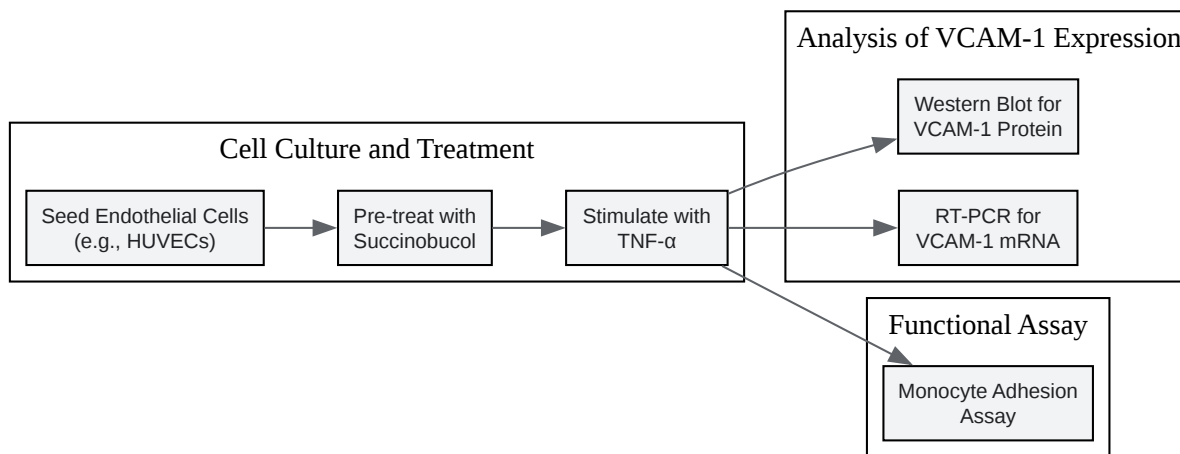 Analysis of VCAM-1 Expression
Western Blot for
VCAM-1 Protein
Cell Culture and Treatment
Seed Endothelial Cells
(e.g., HUVECs)
Pre-treat with
Succinobucol
Stimulate with
TNF-α
RT-PCR for
VCAM-1 mRNA
Functional Assay
Monocyte Adhesion
Assay